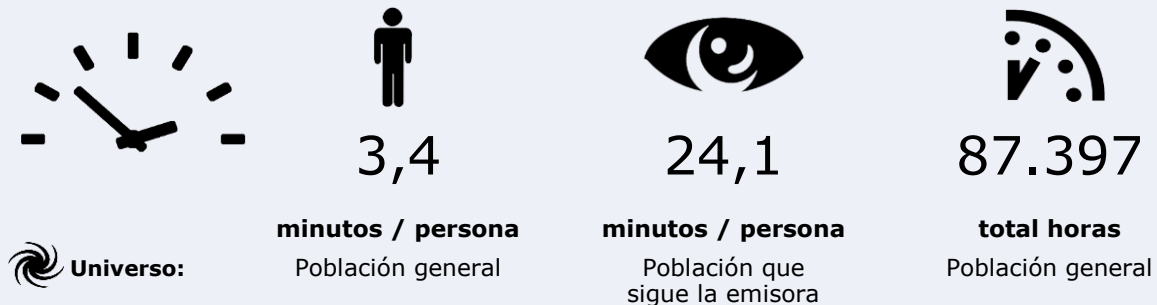 3,4
24,1
87.397
minutos / persona
minutos / persona
total horas
Universo:
Población general
Población que
sigue la emisora
Población general